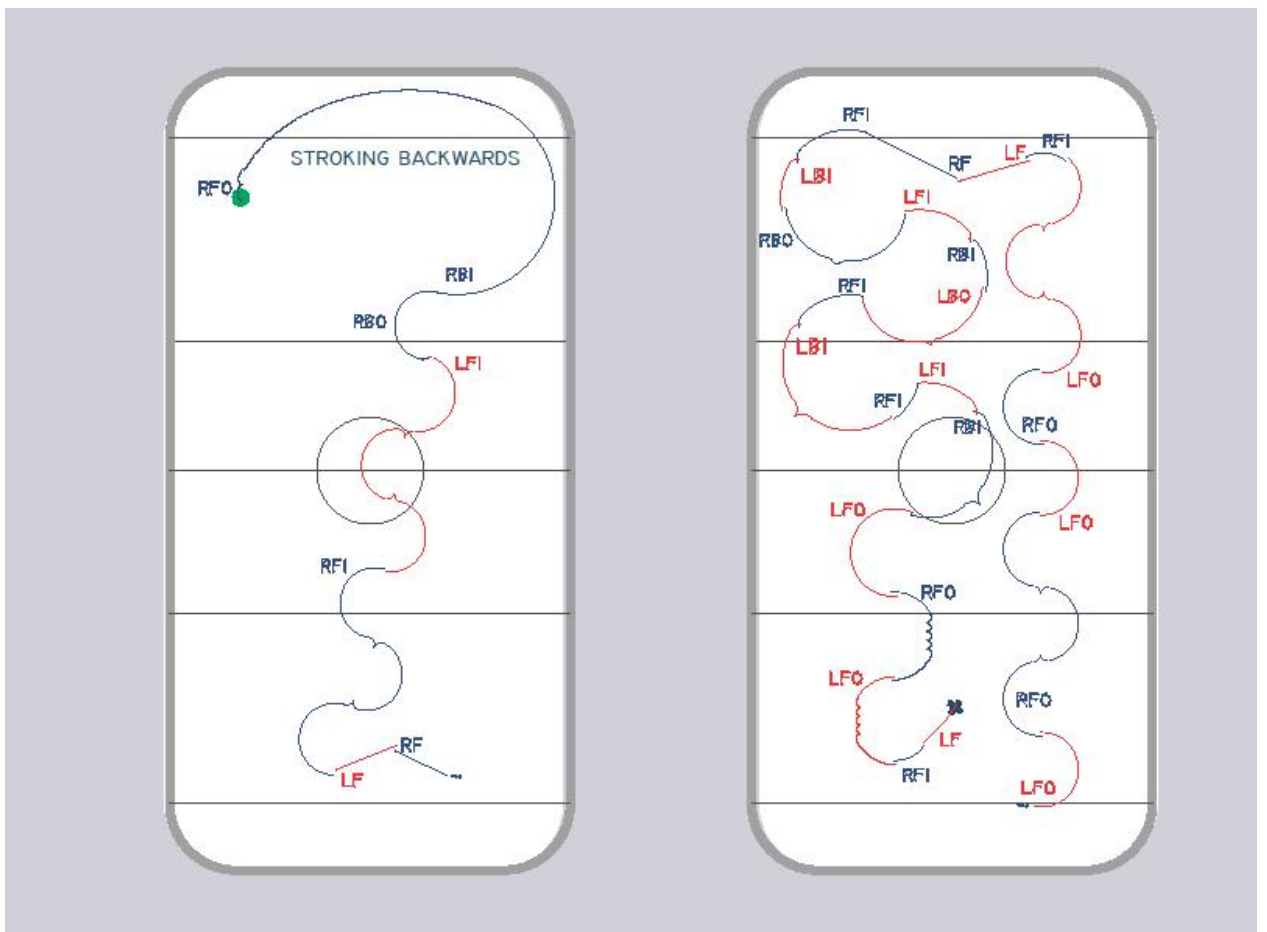 STROKING BACKWARDS
RFO
RBI
RBO
LFI
RFI
RF
LF
RFI
RFI
LF
RF
LBI
LFI
RBO
RBI
RFI
LBO
LBI
LFI
LFO
RFI
RFO
RBI
LFO
LFO
RFO
LFO
RFO
LF
RFI
LFO